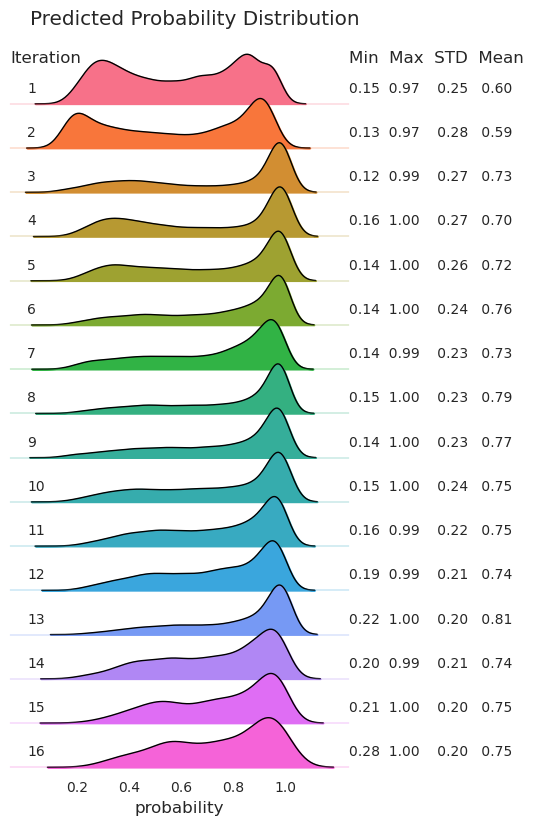 Predicted Probability Distribution
Iteration Min Max STD Mean
1 0.15 0.97 0.25 0.60
2 0.13 0.97 0.28 0.59
3 0.12 0.99 0.27 0.73
4 0.16 1.00 0.27 0.70
5 0.14 1.00 0.26 0.72
6 0.14 1.00 0.24 0.76
7 0.14 0.99 0.23 0.73
8 0.15 1.00 0.23 0.79
9 0.14 1.00 0.23 0.77
10 0.15 1.00 0.24 0.75
11 0.16 0.99 0.22 0.75
12 0.19 0.99 0.21 0.74
13 0.22 1.00 0.20 0.81
14 0.20 0.99 0.21 0.74
15 0.21 1.00 0.20 0.75
16 0.28 1.00 0.20 0.75
0.2 0.4 0.6 0.8 1.0
probability